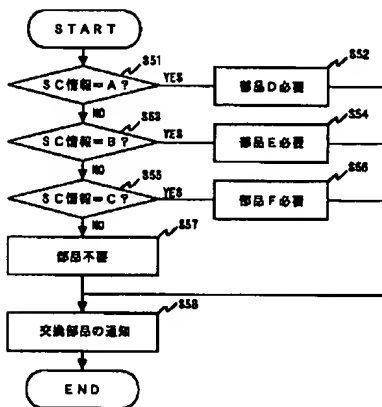 START
S51
SC情報=A?
YES
S52
部品D必要
NO
S53
SC情報=B?
YES
S54
部品E必要
NO
S55
SC情報=C?
YES
S56
部品F必要
NO
S57
部品不要
S58
交換部品の通知
END